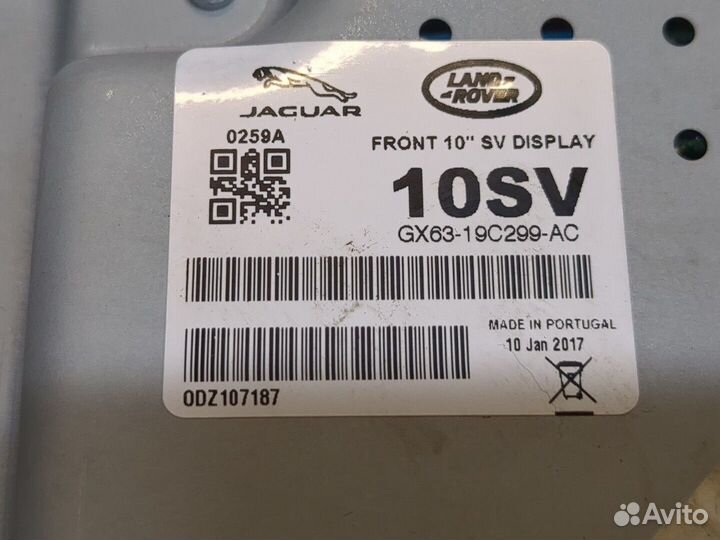 JAGUAR
LAND-
-ROVER
0259A
FRONT 10" SV DISPLAY
10SV
GX63-19C299-AC
MADE IN PORTUGAL
10 Jan 2017
0DZ107187
Avito